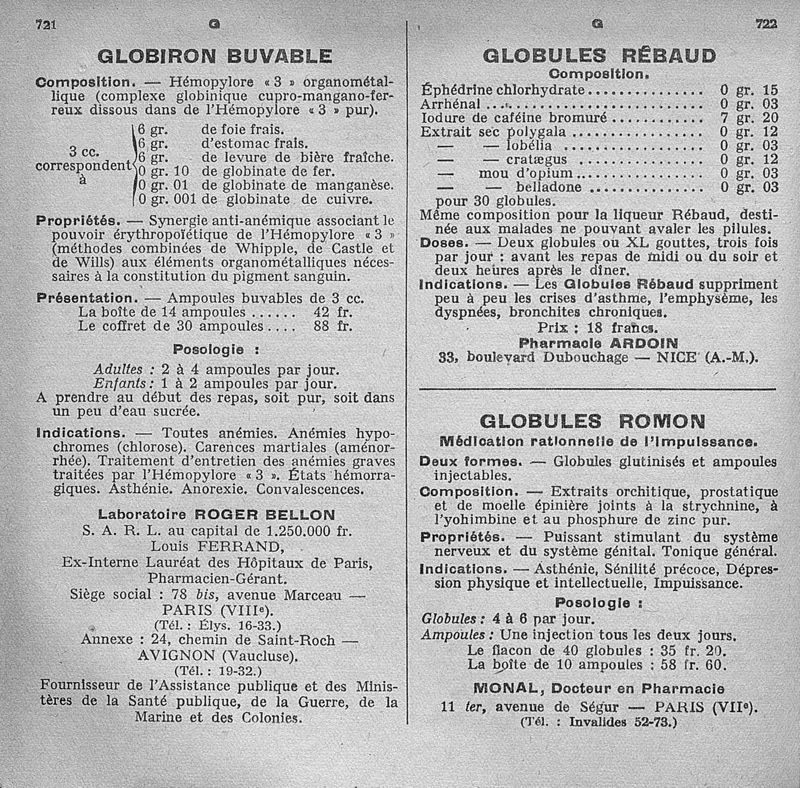 721
G
GLOBIRON BUVABLE
Composition. — Hémopylore « 3 » organométal-
lique (complexe globinique cupro-mangano-fer-
reux dissous dans de l'Hémopylore « 3 » pur).
6 gr. de foie frais.
6 gr. d'estomac frais.
3 cc. 6 gr. de levure de bière fraîche.
correspondent 0 gr. 10 de globinate de fer.
à 0 gr. 01 de globinate de manganèse.
0 gr. 001 de globinate de cuivre.
Propriétés. — Synergie anti-anémique associant le
pouvoir érythropoïétique de l'Hémopylore « 3 »
(méthodes combinées de Whipple, de Castle et
de Wills) aux éléments organométalliques néces-
saires à la constitution du pigment sanguin.
Présentation. — Ampoules buvables de 3 cc.
La boîte de 14 ampoules ...... 42 fr.
Le coffret de 30 ampoules .... 88 fr.
Posologie :
Adultes : 2 à 4 ampoules par jour.
Enfants : 1 à 2 ampoules par jour.
A prendre au début des repas, soit pur, soit dans
un peu d'eau sucrée.
Indications. — Toutes anémies. Anémies hypo-
chromes (chlorose). Carences martiales (aménor-
rhée). Traitement d'entretien des anémies graves
traitées par l'Hémopylore « 3 ». États hémorra-
giques. Asthénie. Anorexie. Convalescences.
Laboratoire ROGER BELLON
S. A. R. L. au capital de 1.250.000 fr.
Louis FERRAND,
Ex-Interne Lauréat des Hôpitaux de Paris,
Pharmacien-Gérant.
Siège social : 78 bis, avenue Marceau —
PARIS (VIIIe).
(Tél. : Élys. 16-33.)
Annexe : 24, chemin de Saint-Roch —
AVIGNON (Vaucluse).
(Tél. : 19-32.)
Fournisseur de l'Assistance publique et des Minis-
tères de la Santé publique, de la Guerre, de la
Marine et des Colonies.
G
722
GLOBULES RÉBAUD
Composition.
Éphédrine chlorhydrate .............. 0 gr. 15
Arrhénal .............. 0 gr. 03
Iodure de caféine bromuré ............ 7 gr. 20
Extrait sec polygala ................ 0 gr. 12
— — lobélia ................ 0 gr. 03
— — cratægus ............... 0 gr. 12
— mou d'opium ................ 0 gr. 03
— — belladone .............. 0 gr. 03
pour 30 globules.
Même composition pour la liqueur Rébaud, desti-
née aux malades ne pouvant avaler les pilules.
Doses. — Deux globules ou XL gouttes, trois fois
par jour : avant les repas de midi ou du soir et
deux heures après le dîner.
Indications. — Les Globules Rébaud suppriment
peu à peu les crises d'asthme, l'emphysème, les
dyspnées, bronchites chroniques.
Prix : 18 francs.
Pharmacie ARDOIN
33, boulevard Dubouchage — NICE (A.-M.).
GLOBULES ROMON
Médication rationnelle de l'Impuissance.
Deux formes. — Globules glutinisés et ampoules
injectables.
Composition. — Extraits orchitique, prostatique
et de moelle épinière joints à la strychnine, à
l'yohimbine et au phosphure de zinc pur.
Propriétés. — Puissant stimulant du système
nerveux et du système génital. Tonique général.
Indications. — Asthénie, Sénilité précoce, Dépres-
sion physique et intellectuelle, Impuissance.
Posologie :
Globules : 4 à 6 par jour.
Ampoules : Une injection tous les deux jours.
Le flacon de 40 globules : 35 fr. 20.
La boîte de 10 ampoules : 58 fr. 60.
MONAL, Docteur en Pharmacie
11 ter, avenue de Ségur — PARIS (VIIe).
(Tél. : Invalides 52-73.)